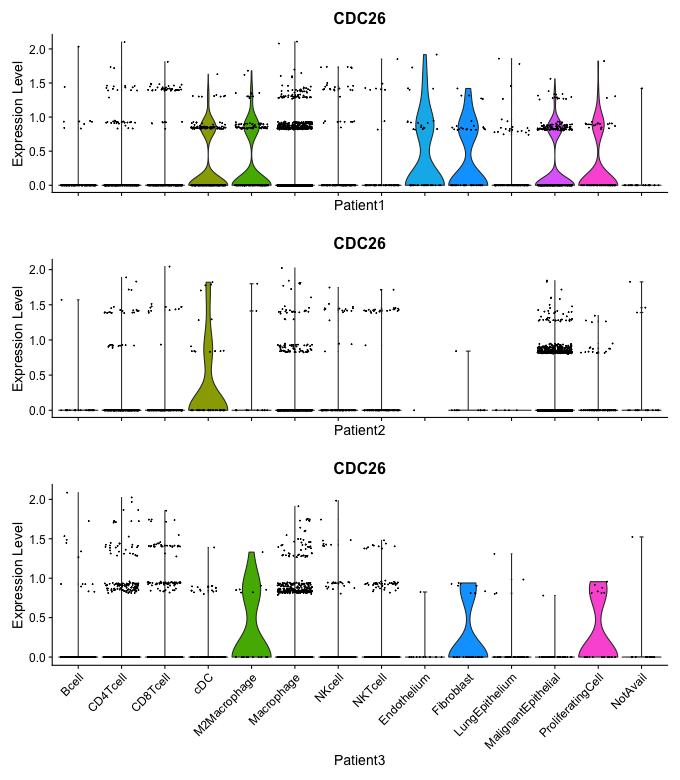 CDC26
Expression Level
2.0
1.5
1.0
0.5
0.0
Patient1
CDC26
Expression Level
2.0
1.5
1.0
0.5
0.0
Patient2
CDC26
Expression Level
2.0
1.5
1.0
0.5
0.0
Bcell
CD4Tcell
CD8Tcell
cDC
M2Macrophage
Macrophage
NKcell
NKTcell
Endothelium
Fibroblast
LungEpithelium
MalignantEpithelial
ProliferatingCell
NotAvail
Patient3